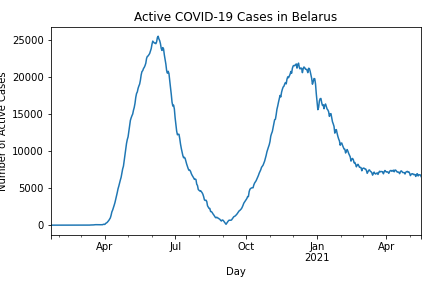 Active COVID-19 Cases in Belarus
Number of Active Cases
25000
20000
15000
10000
5000
0
Apr
Jul
Oct
Jan
2021
Apr
Day